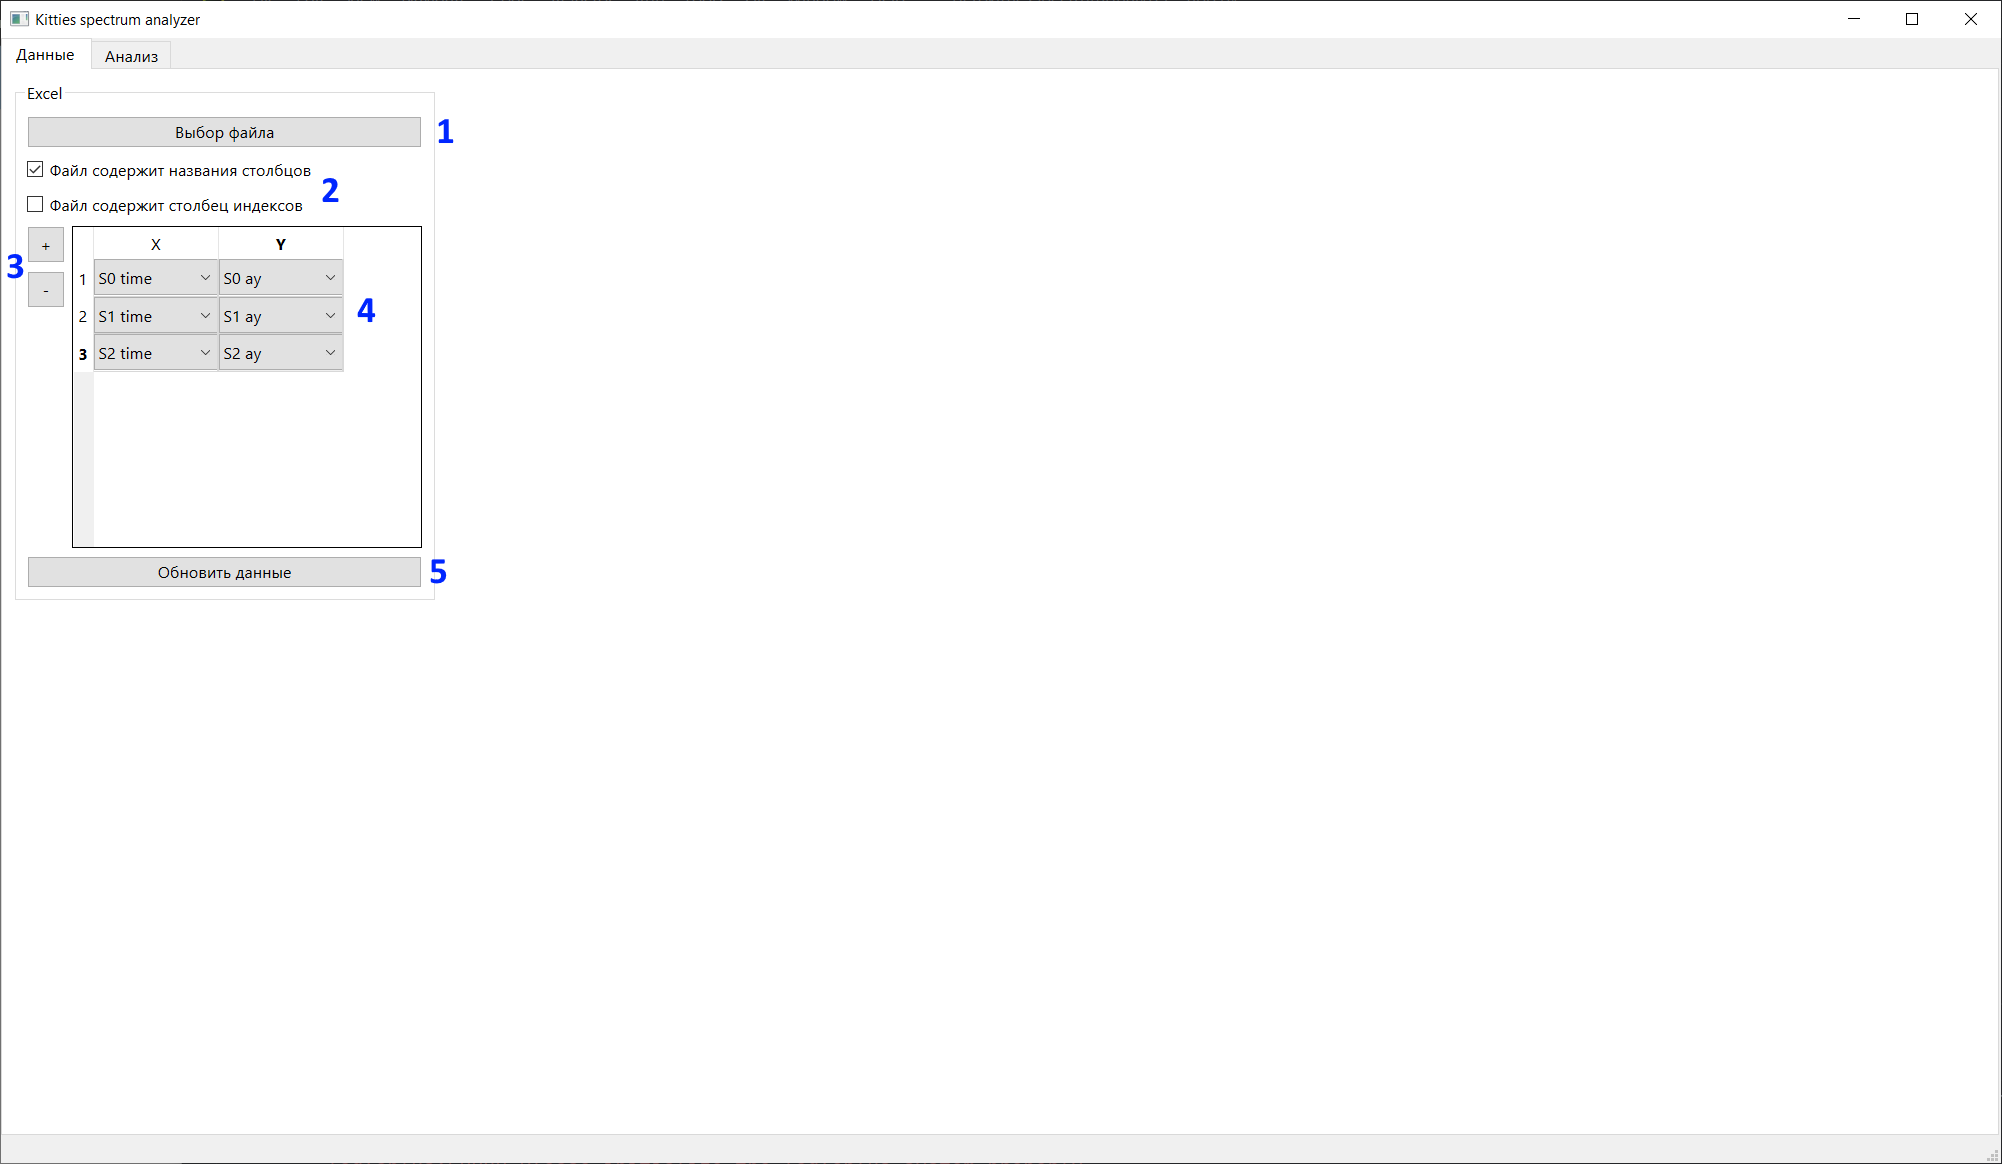 Kitties spectrum analyzer
Данные Анализ
Excel
Выбор файла 1
Файл содержит названия столбцов
2
Файл содержит столбец индексов
+ X Y
3
1 S0 time S0 ay
-
4
2 S1 time S1 ay
3 S2 time S2 ay
Обновить данные 5